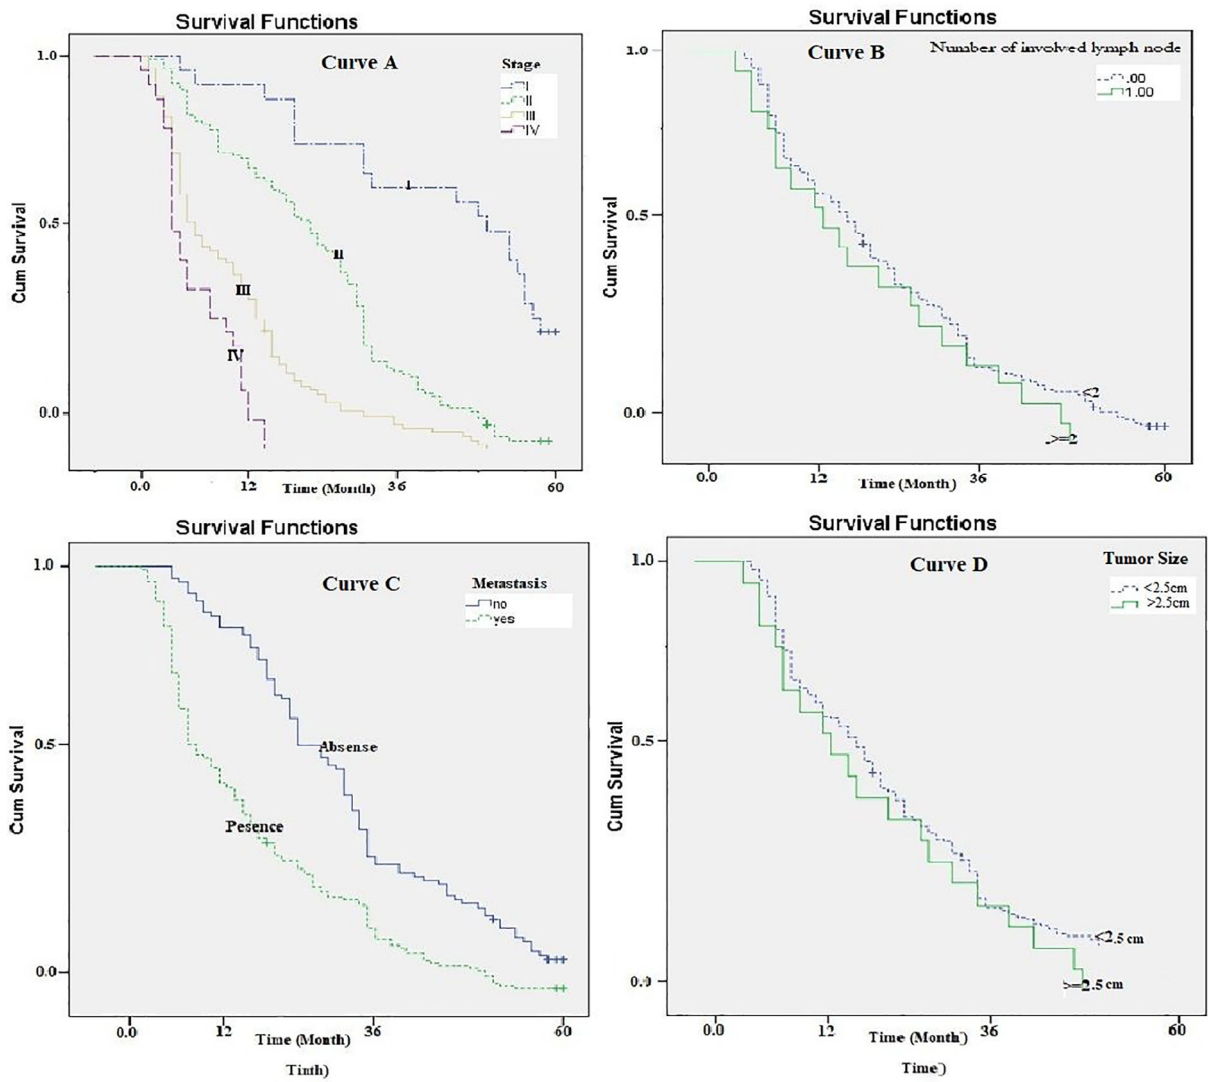 Survival Functions
Curve A
Stage
I
II
III
IV
1.0
0.5
0.0
Cum Survival
I
II
III
IV
0.0 12 36 60
Time (Month)
Survival Functions
Curve B
Number of involved lymph node
.00
1.00
1.0
0.5
0.0
Cum Survival
<2
>=2
0.0 12 36 60
Time (Month)
Survival Functions
Curve C
Metastasis
no
yes
1.0
0.5
0.0
Cum Survival
Absense
Pesence
0.0 12 36 60
Time (Month)
Tinth)
Survival Functions
Curve D
Tumor Size
<2.5cm
>2.5cm
1.0
0.5
Cum Survival
<2.5 cm
>=2.5 cm
0.0 12 36 60
Time (Month)
Time)